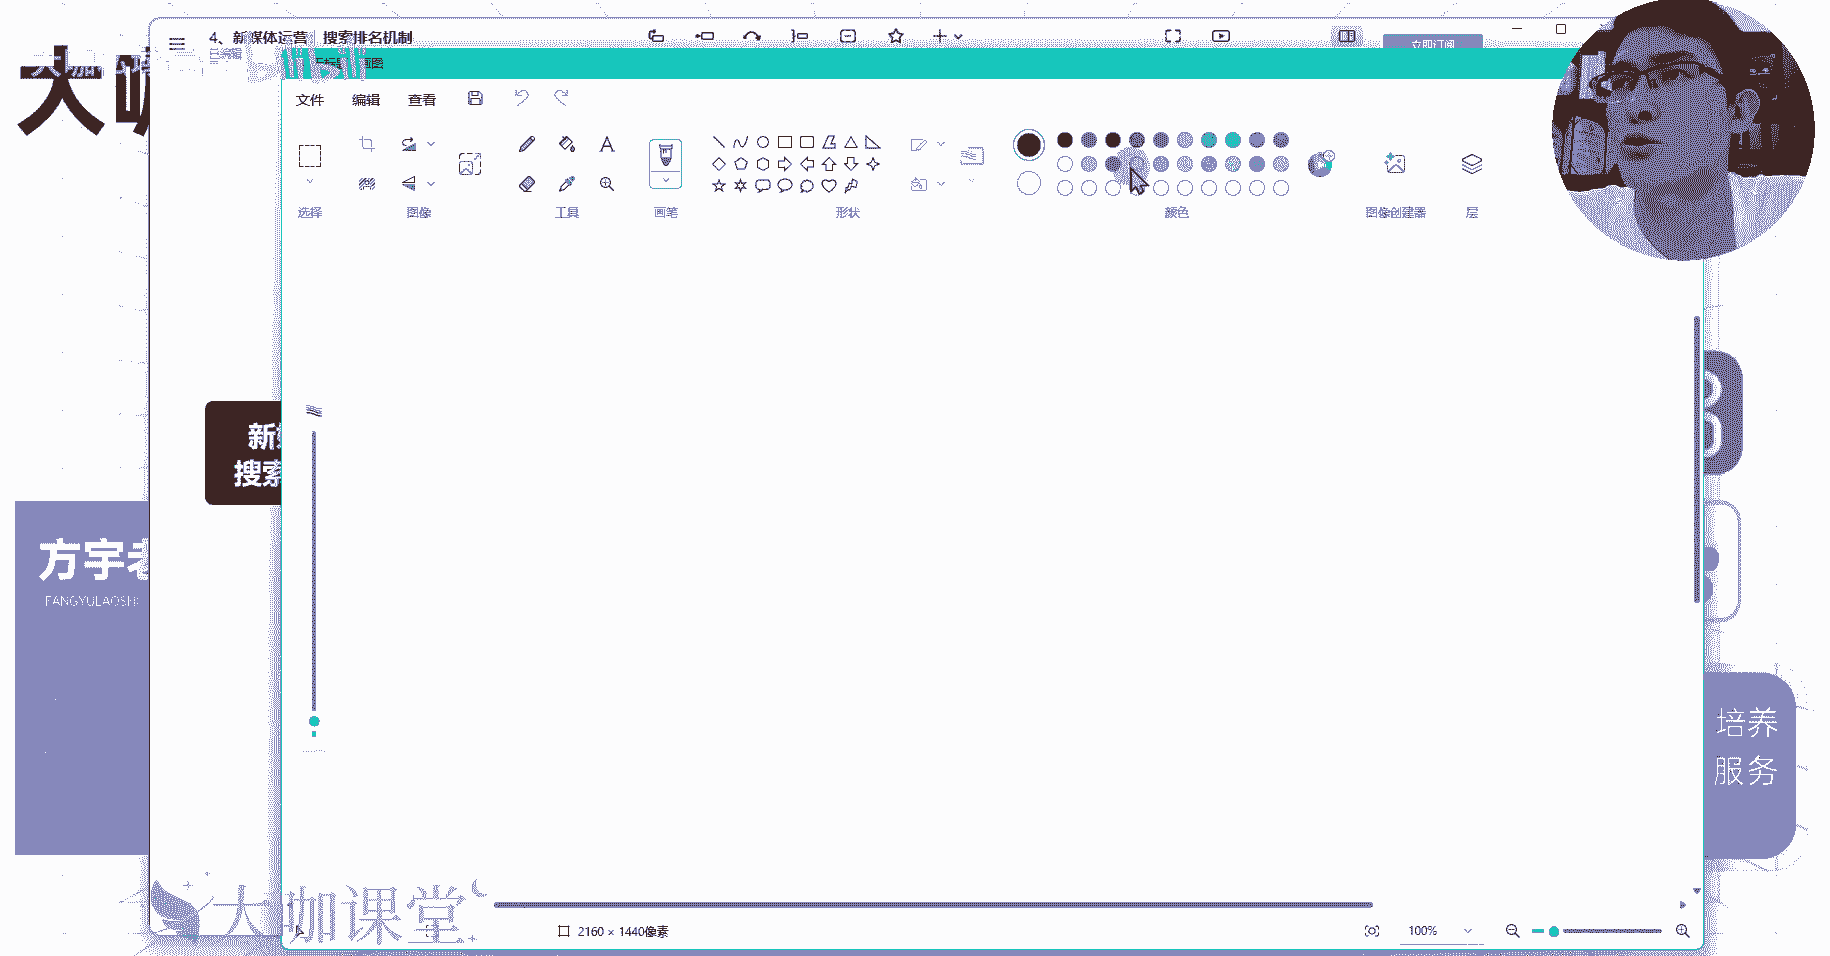 4、新媒体运营 搜索排名机制
已编辑
立即订阅
大咖
画图
文件 编辑 查看
选择 图像 工具 画笔 形状 颜色 图像创建器 层
新
搜索
方宇老
FANGYULAOSHI
培养
服务
大咖课堂
2160 × 1440像素
100%